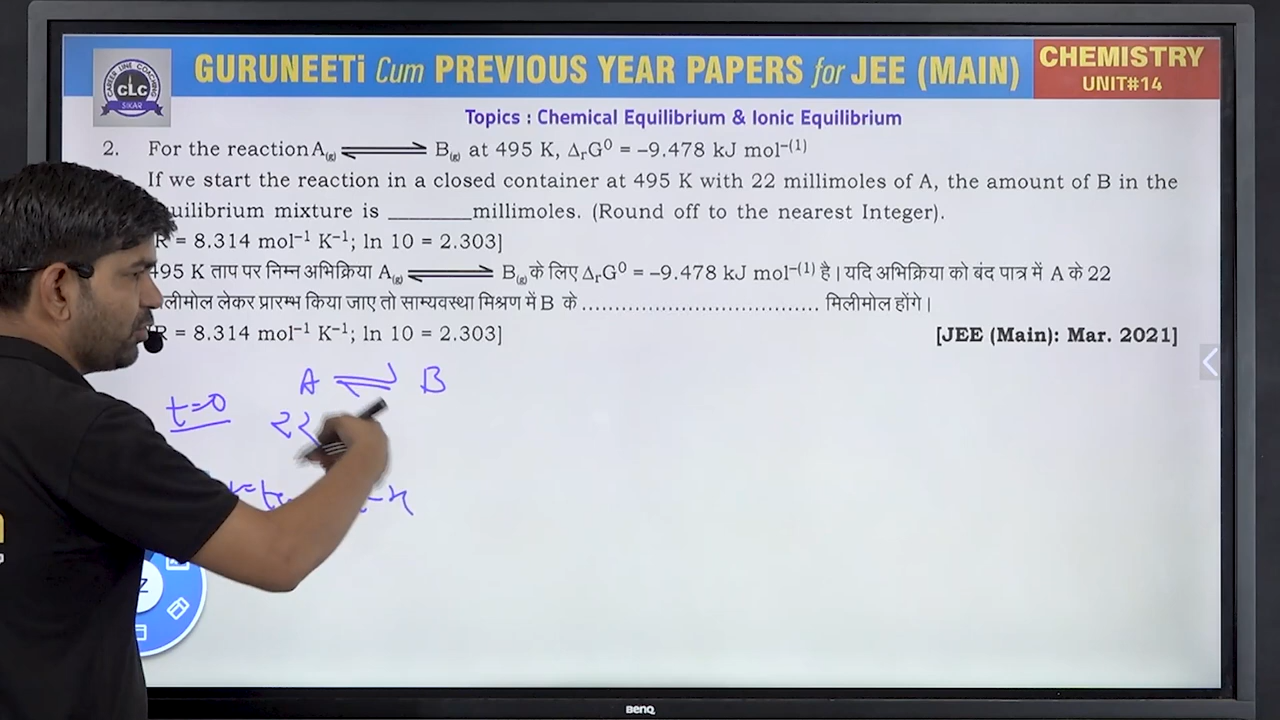 GURUNEETi Cum PREVIOUS YEAR PAPERS for JEE (MAIN)
CHEMISTRY
UNIT#14
CAREER LINE COACHING
CLC
SIKAR
Topics : Chemical Equilibrium & Ionic Equilibrium
2. For the reaction A(g) ⇌ B(g) at 495 K, ΔrG⁰ = –9.478 kJ mol⁻⁽¹⁾
If we start the reaction in a closed container at 495 K with 22 millimoles of A, the amount of B in the
uilibrium mixture is _______millimoles. (Round off to the nearest Integer).
R = 8.314 mol⁻¹ K⁻¹; ln 10 = 2.303]
495 K ताप पर निम्न अभिक्रिया A(g) ⇌ B(g) के लिए ΔrG⁰ = –9.478 kJ mol⁻⁽¹⁾ है। यदि अभिक्रिया को बंद पात्र में A के 22
लीमोल लेकर प्रारम्भ किया जाए तो साम्यवस्था मिश्रण में B के .................................. मिलीमोल होंगे।
R = 8.314 mol⁻¹ K⁻¹; ln 10 = 2.303]
[JEE (Main): Mar. 2021]
A ⇌ B
t=0 22
-x
BenQ